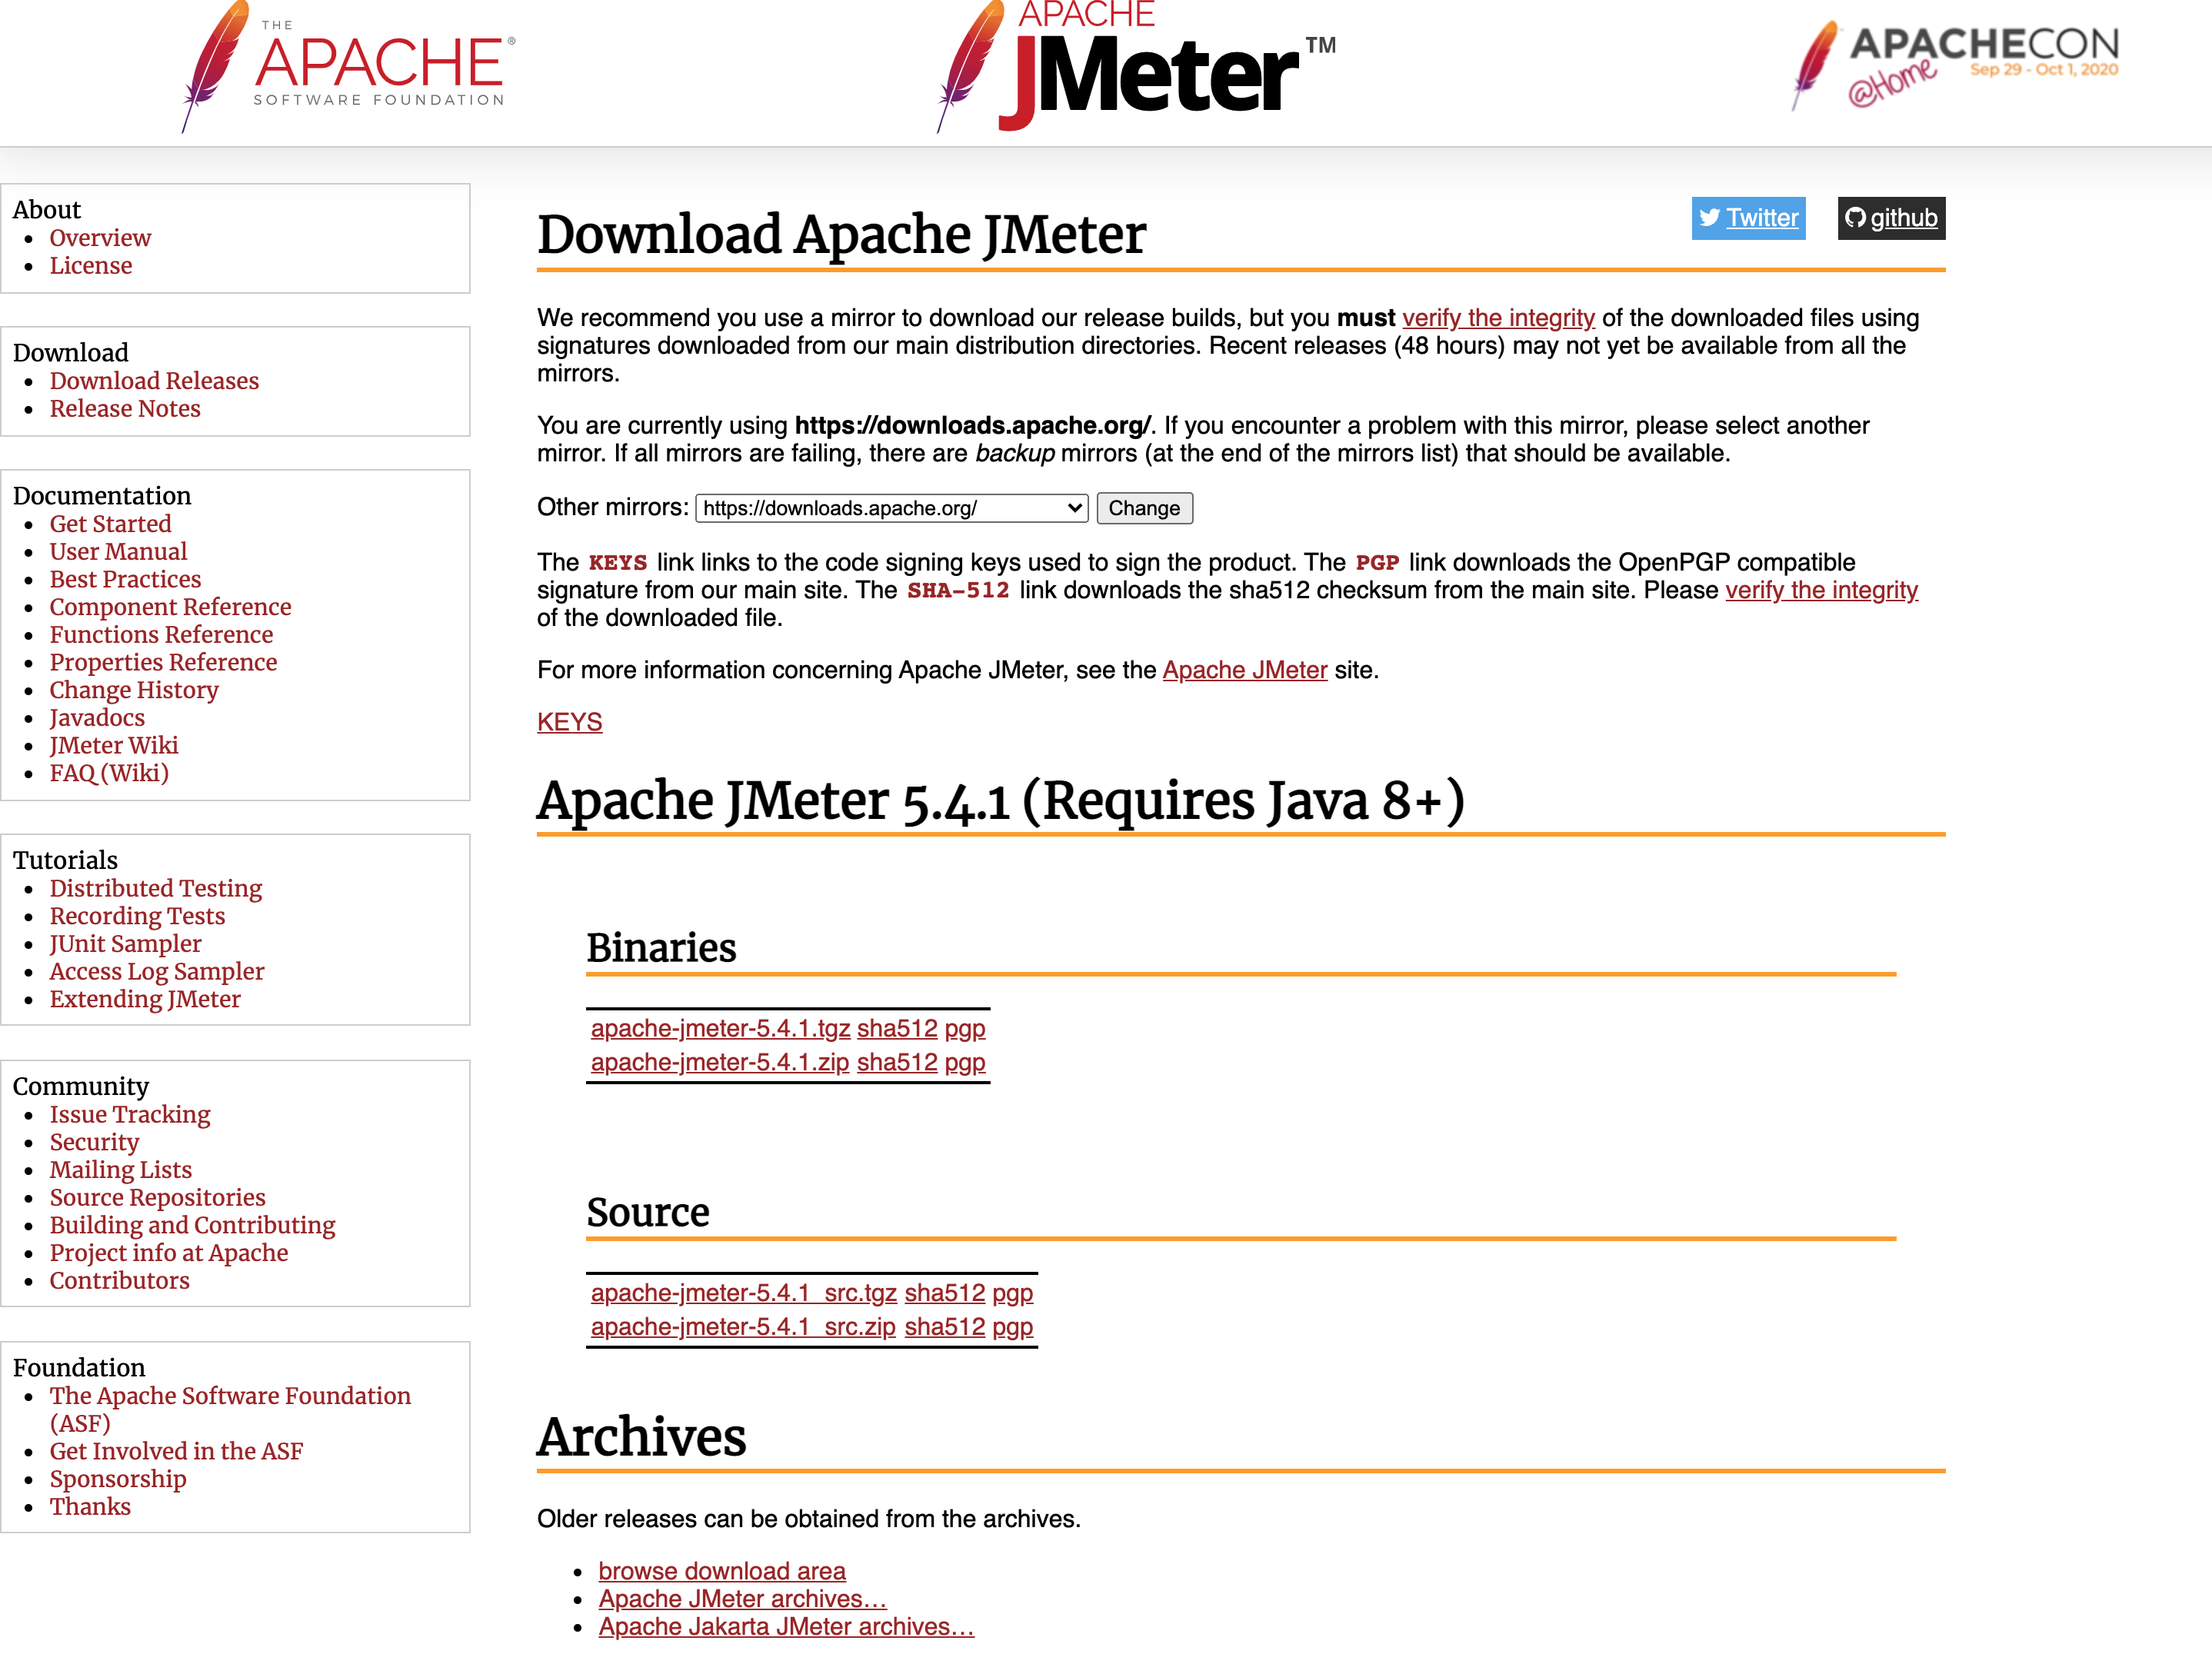 THE
APACHE®
SOFTWARE FOUNDATION
APACHE
JMeter™
APACHECON
@Home
Sep 29 - Oct 1, 2020
About
Overview
License
Download
Download Releases
Release Notes
Documentation
Get Started
User Manual
Best Practices
Component Reference
Functions Reference
Properties Reference
Change History
Javadocs
JMeter Wiki
FAQ (Wiki)
Tutorials
Distributed Testing
Recording Tests
JUnit Sampler
Access Log Sampler
Extending JMeter
Community
Issue Tracking
Security
Mailing Lists
Source Repositories
Building and Contributing
Project info at Apache
Contributors
Foundation
The Apache Software Foundation
(ASF)
Get Involved in the ASF
Sponsorship
Thanks
Twitter
github
Download Apache JMeter
We recommend you use a mirror to download our release builds, but you must verify the integrity of the downloaded files using
signatures downloaded from our main distribution directories. Recent releases (48 hours) may not yet be available from all the
mirrors.
You are currently using https://downloads.apache.org/. If you encounter a problem with this mirror, please select another
mirror. If all mirrors are failing, there are backup mirrors (at the end of the mirrors list) that should be available.
Other mirrors: https://downloads.apache.org/ Change
The KEYS link links to the code signing keys used to sign the product. The PGP link downloads the OpenPGP compatible
signature from our main site. The SHA-512 link downloads the sha512 checksum from the main site. Please verify the integrity
of the downloaded file.
For more information concerning Apache JMeter, see the Apache JMeter site.
KEYS
Apache JMeter 5.4.1 (Requires Java 8+)
Binaries
apache-jmeter-5.4.1.tgz sha512 pgp
apache-jmeter-5.4.1.zip sha512 pgp
Source
apache-jmeter-5.4.1_src.tgz sha512 pgp
apache-jmeter-5.4.1_src.zip sha512 pgp
Archives
Older releases can be obtained from the archives.
browse download area
Apache JMeter archives…
Apache Jakarta JMeter archives…